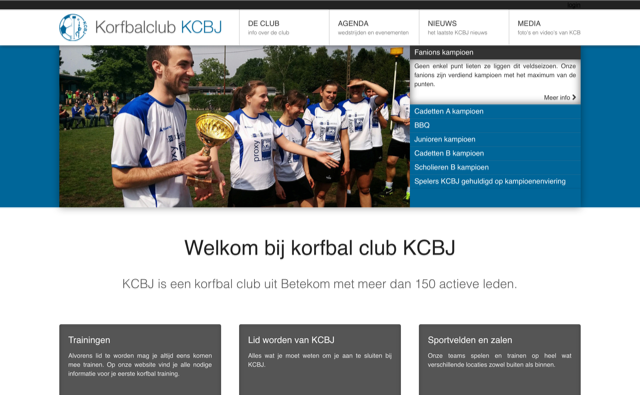 Korfbalclub KCBJ
DE CLUB
info over de club
AGENDA
wedstrijden en evenementen
NIEUWS
het laatste KCBJ nieuws
MEDIA
foto's en video's van KCB
Fanions kampioen
Geen enkel punt lieten ze liggen dit veldseizoen. Onze
fanions zijn verdiend kampioen met het maximum van de
punten.
Meer info
Cadetten A kampioen
BBQ
Junioren kampioen
Cadetten B kampioen
Scholieren B kampioen
Spelers KCBJ gehuldigd op kampioenenviering
proxy
Welkom bij korfbal club KCBJ
KCBJ is een korfbal club uit Betekom met meer dan 150 actieve leden.
Trainingen
Alvorens lid te worden mag je altijd eens komen
mee trainen. Op onze website vind je alle nodige
informatie voor je eerste korfbal training.
Lid worden van KCBJ
Alles wat je moet weten om je aan te sluiten bij
KCBJ.
Sportvelden en zalen
Onze teams spelen en trainen op heel wat
verschillende locaties zowel buiten als binnen.